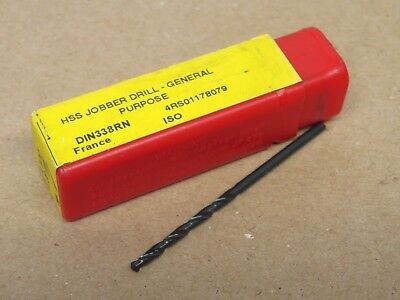 HSS JOBBER DRILL - GENERAL
PURPOSE
4RS01178079
DIN338RN
ISO
France